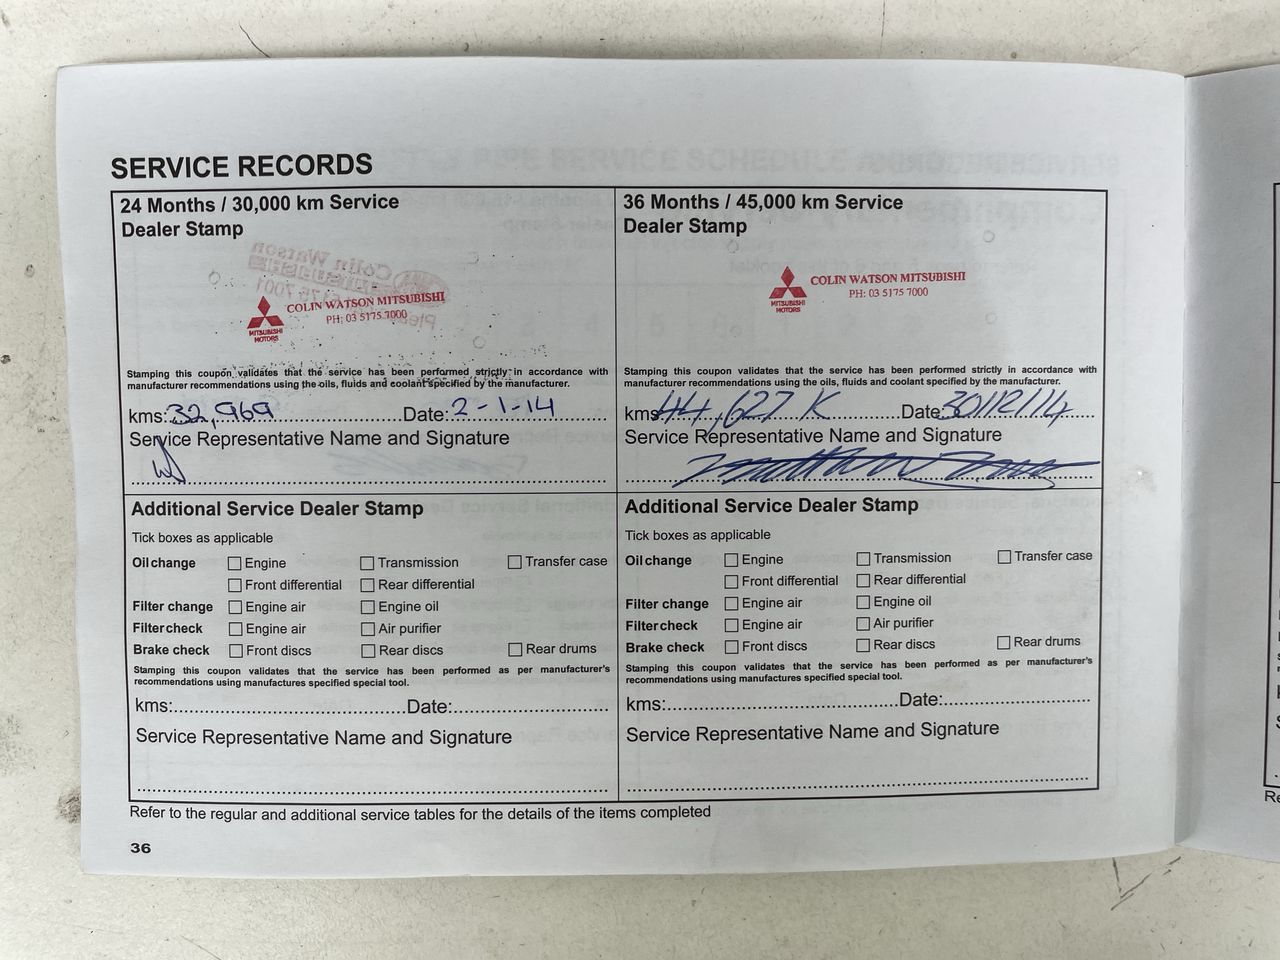 SERVICE RECORDS
24 Months / 30,000 km Service
Dealer Stamp
Colin Watson
MITSUBISHI MOTORS
COLIN WATSON MITSUBISHI
PH: 03 5175 7000
Stamping this coupon validates that the service has been performed strictly in accordance with
manufacturer recommendations using the oils, fluids and coolant specified by the manufacturer.
kms: 32,969 Date: 2-1-14
Service Representative Name and Signature
Additional Service Dealer Stamp
Tick boxes as applicable
Oil change Engine Transmission Transfer case
Front differential Rear differential
Filter change Engine air Engine oil
Filter check Engine air Air purifier
Brake check Front discs Rear discs Rear drums
Stamping this coupon validates that the service has been performed as per manufacturer's
recommendations using manufactures specified special tool.
kms: Date:
Service Representative Name and Signature
36 Months / 45,000 km Service
Dealer Stamp
MITSUBISHI MOTORS
COLIN WATSON MITSUBISHI
PH: 03 5175 7000
Stamping this coupon validates that the service has been performed strictly in accordance with
manufacturer recommendations using the oils, fluids and coolant specified by the manufacturer.
kms 44,627 K Date: 30/12/14
Service Representative Name and Signature
Additional Service Dealer Stamp
Tick boxes as applicable
Oil change Engine Transmission Transfer case
Front differential Rear differential
Filter change Engine air Engine oil
Filter check Engine air Air purifier
Brake check Front discs Rear discs Rear drums
Stamping this coupon validates that the service has been performed as per manufacturer's
recommendations using manufactures specified special tool.
kms: Date:
Service Representative Name and Signature
Refer to the regular and additional service tables for the details of the items completed
36